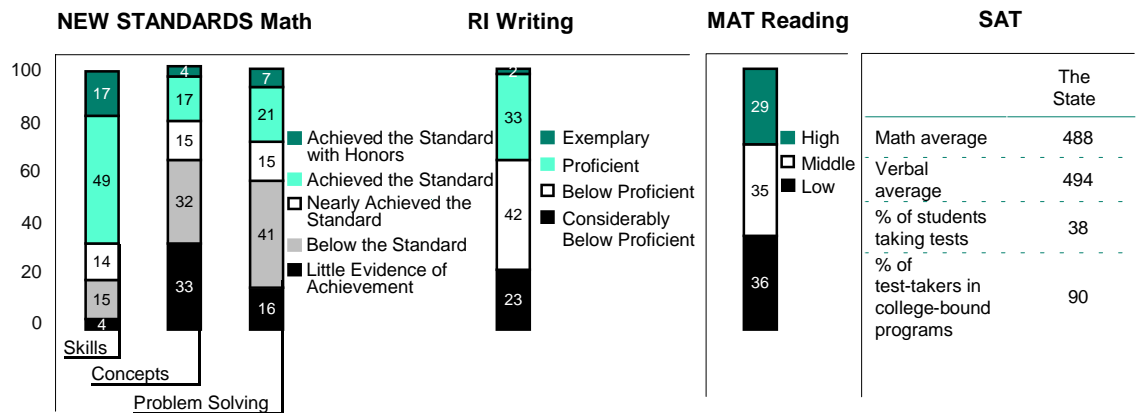 NEW STANDARDS Math
RI Writing
MAT Reading
SAT
100
80
60
40
20
0
17
49
14
15
4
Skills
4
17
15
32
33
Concepts
7
21
15
41
16
Problem Solving
Achieved the Standard
with Honors
Achieved the Standard
Nearly Achieved the
Standard
Below the Standard
Little Evidence of
Achievement
2
33
42
23
Exemplary
Proficient
Below Proficient
Considerably
Below Proficient
29
35
36
High
Middle
Low
The
State
Math average 488
Verbal
average 494
% of students
taking tests 38
% of
test-takers in
college-bound
programs 90